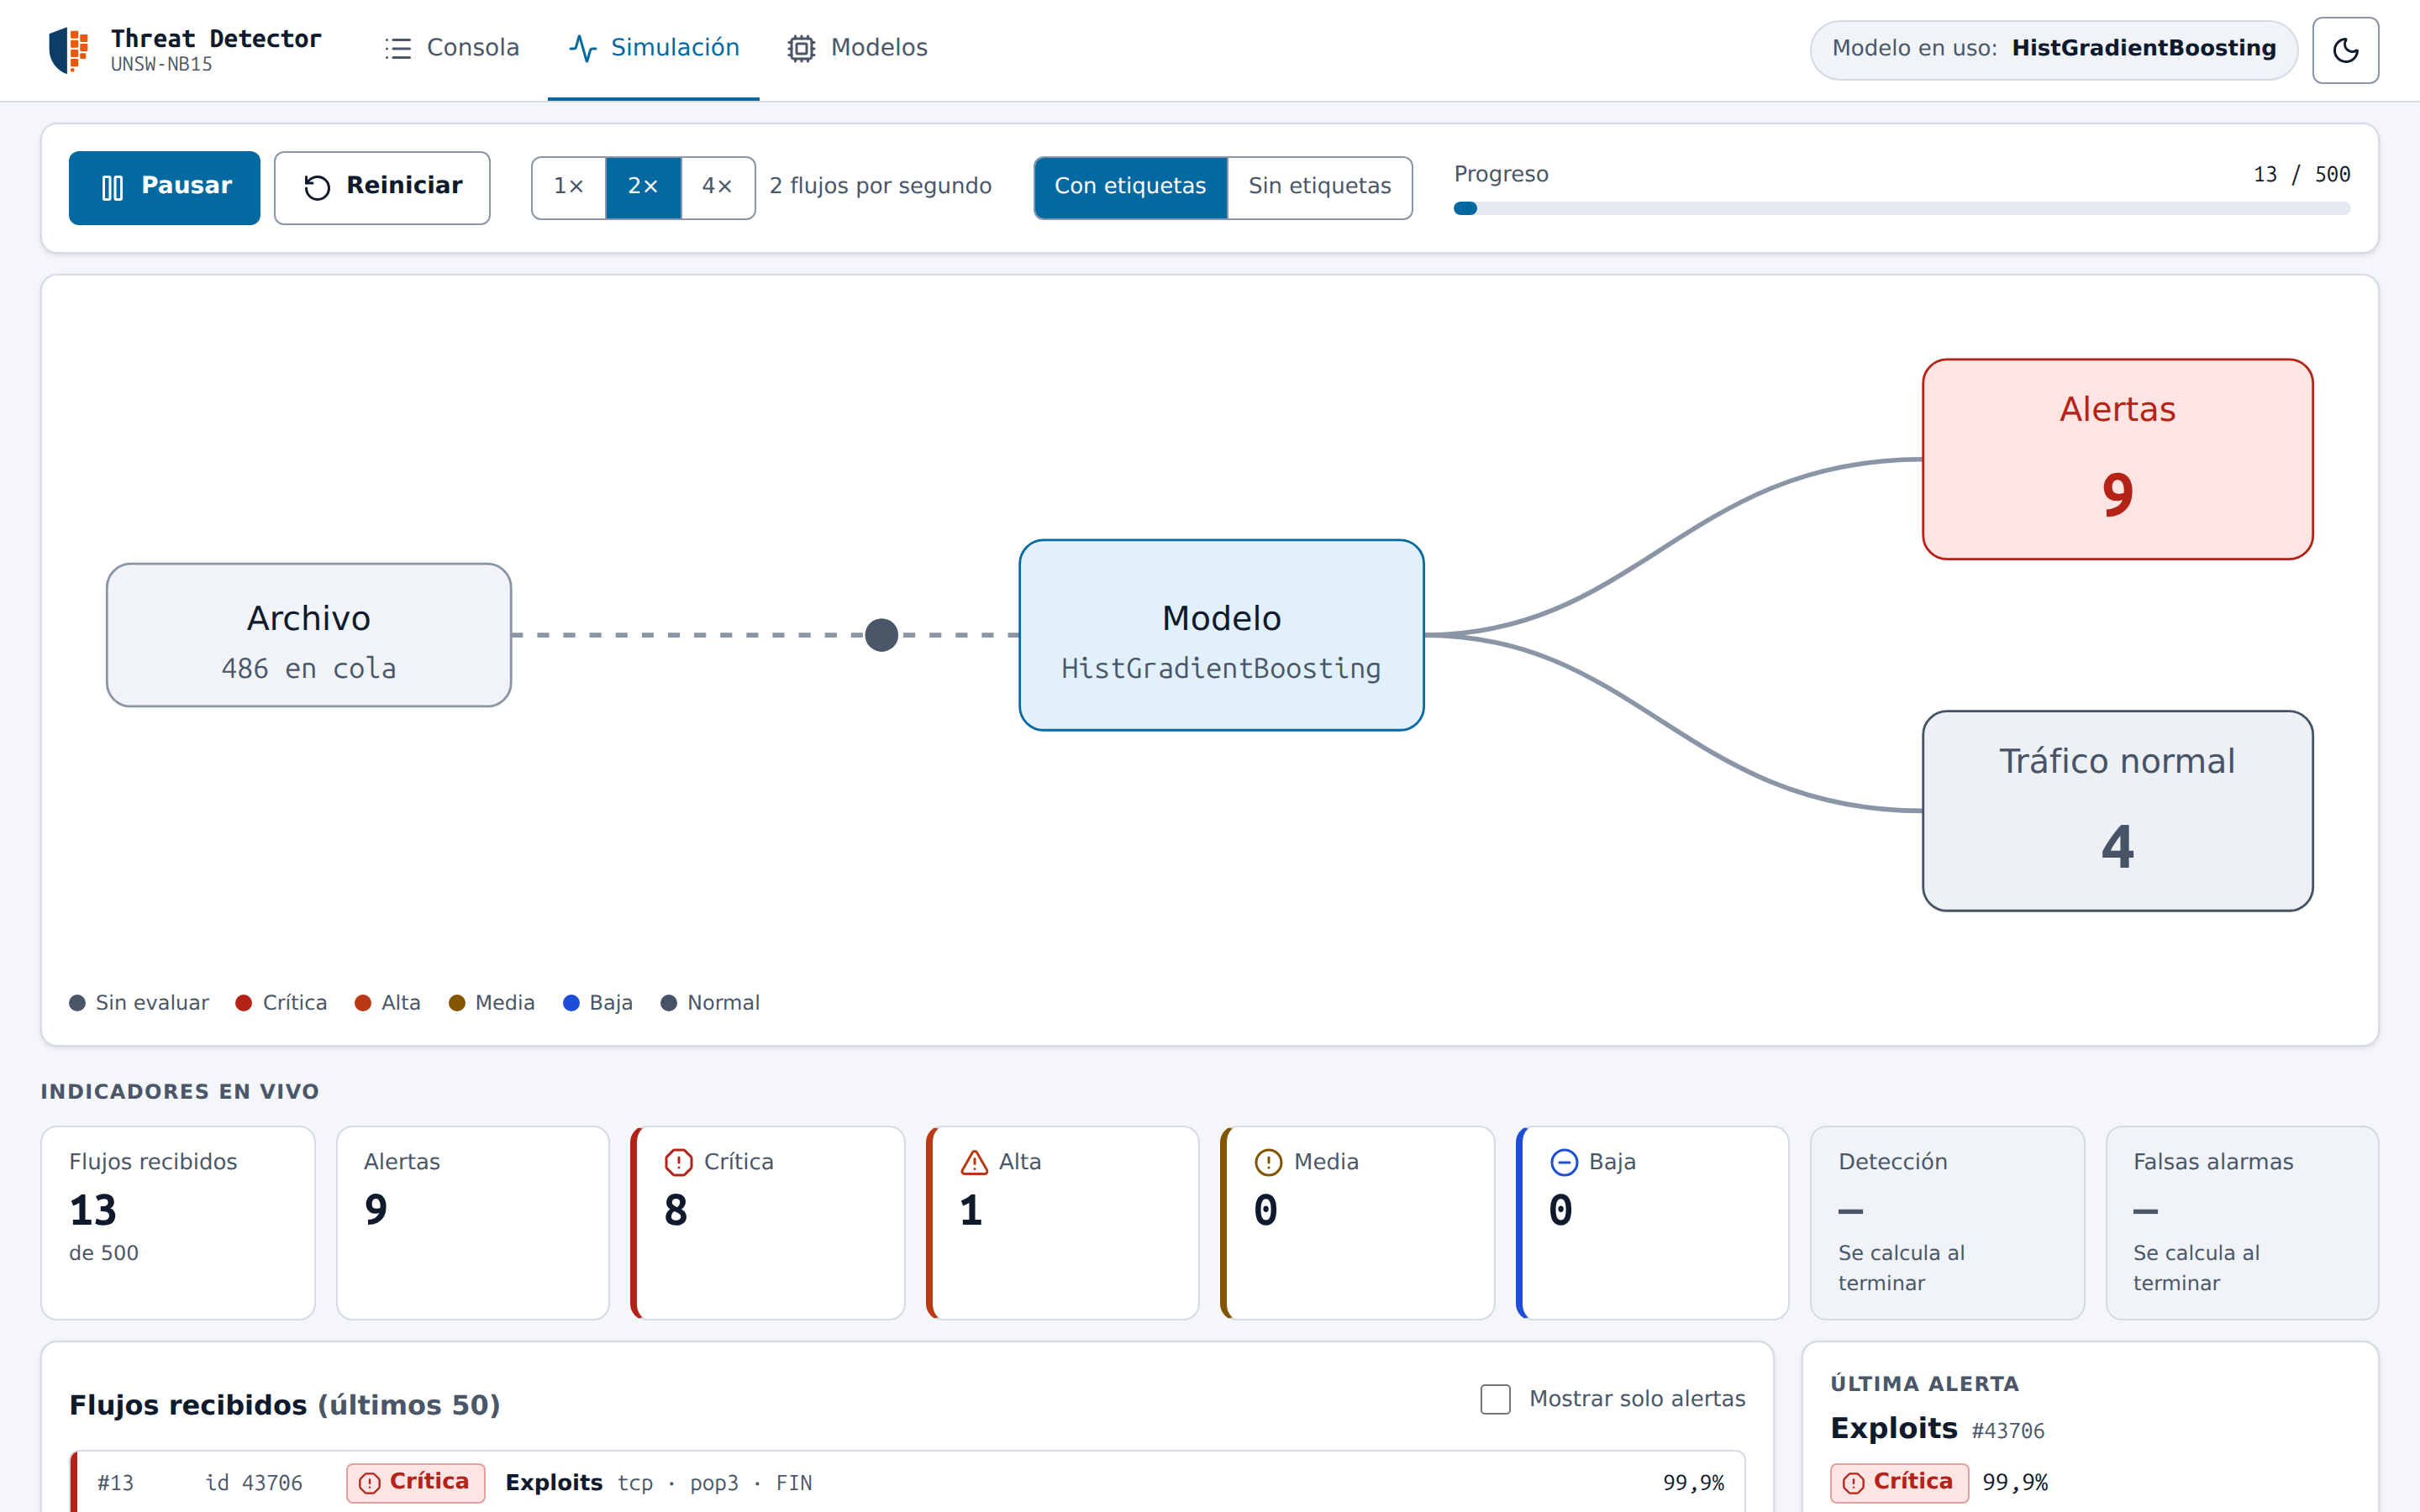 Threat Detector
UNSW-NB15
Consola
Simulación
Modelos
Modelo en uso: HistGradientBoosting
Pausar
Reiniciar
1×
2×
4×
2 flujos por segundo
Con etiquetas
Sin etiquetas
Progreso
13 / 500
Alertas
9
Archivo
486 en cola
Modelo
HistGradientBoosting
Tráfico normal
4
Sin evaluar
Crítica
Alta
Media
Baja
Normal
INDICADORES EN VIVO
Flujos recibidos
13
de 500
Alertas
9
Crítica
8
Alta
1
Media
0
Baja
0
Detección
—
Se calcula al
terminar
Falsas alarmas
—
Se calcula al
terminar
Flujos recibidos (últimos 50)
Mostrar solo alertas
#13 id 43706 Crítica Exploits tcp · pop3 · FIN 99,9%
ÚLTIMA ALERTA
Exploits #43706
Crítica 99,9%